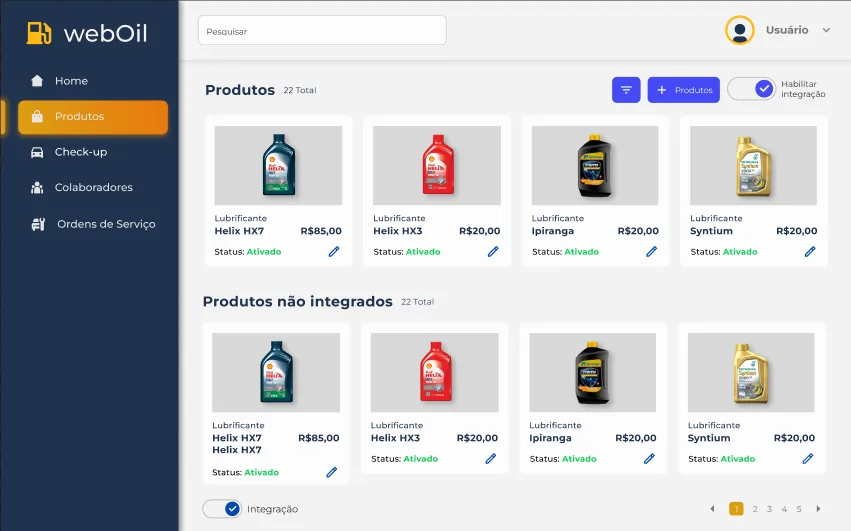 webOil
Pesquisar
Usuário
Home
Produtos
Check-up
Colaboradores
Ordens de Serviço
Produtos 22 Total
+ Produtos
Habilitar
integração
Lubrificante
Helix HX7 R$85,00
Status: Ativado
Lubrificante
Helix HX3 R$20,00
Status: Ativado
Lubrificante
Ipiranga R$20,00
Status: Ativado
Lubrificante
Syntium R$20,00
Status: Ativado
Produtos não integrados 22 Total
Lubrificante
Helix HX7 R$85,00
Helix HX7
Status: Ativado
Lubrificante
Helix HX3 R$20,00
Status: Ativado
Lubrificante
Ipiranga R$20,00
Status: Ativado
Lubrificante
Syntium R$20,00
Status: Ativado
Integração
1 2 3 4 5